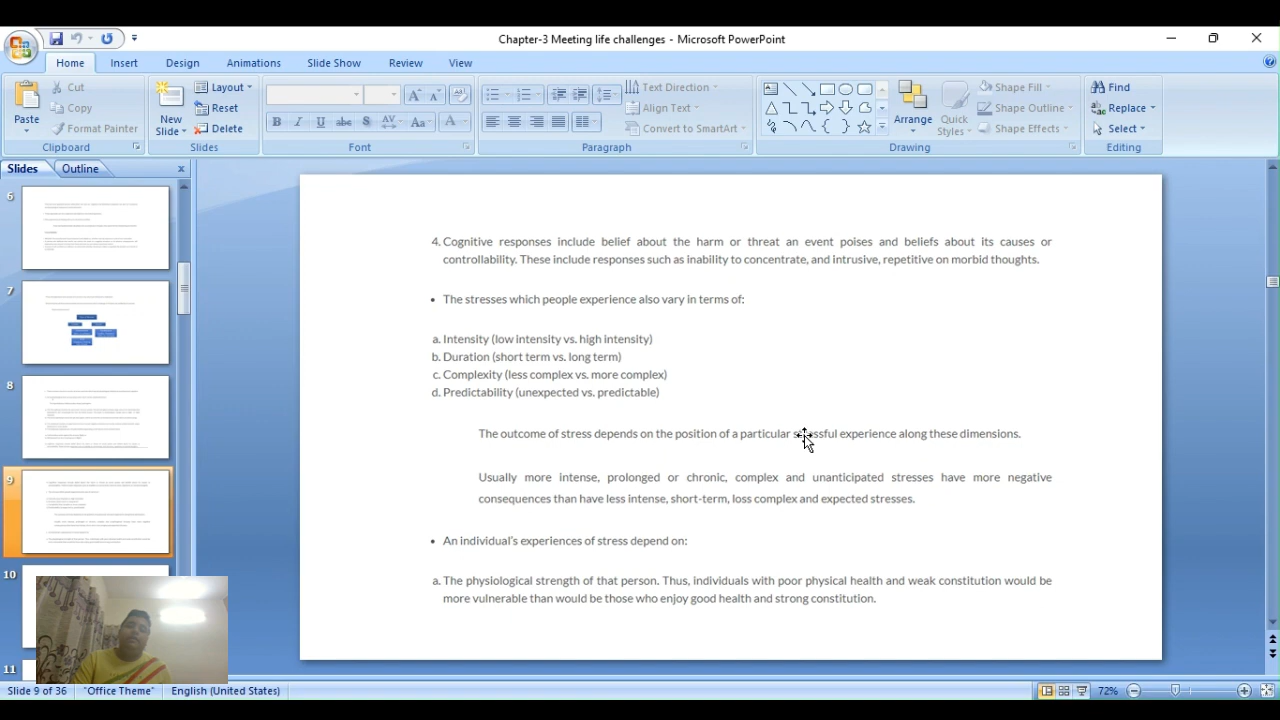 Chapter-3 Meeting life challenges - Microsoft PowerPoint
Home Insert Design Animations Slide Show Review View
Paste
Cut
Copy
Format Painter
Clipboard
New Slide
Layout
Reset
Delete
Slides
Font
Text Direction
Align Text
Convert to SmartArt
Paragraph
Arrange
Quick Styles
Shape Fill
Shape Outline
Shape Effects
Drawing
Find
Replace
Select
Editing
Slides Outline
6
7
8
9
10
11
4. Cognitive responses include belief about the harm or threat an event poises and beliefs about its causes or
controllability. These include responses such as inability to concentrate, and intrusive, repetitive on morbid thoughts.
• The stresses which people experience also vary in terms of:
a. Intensity (low intensity vs. high intensity)
b. Duration (short term vs. long term)
c. Complexity (less complex vs. more complex)
d. Predictability (unexpected vs. predictable)
The outcome of stress depends on the position of a particular stressful experience along these dimensions.
Usually more intense, prolonged or chronic, complex and unanticipated stresses have more negative
consequences than have less intense, short-term, loss complex and expected stresses.
• An individual's experiences of stress depend on:
a. The physiological strength of that person. Thus, individuals with poor physical health and weak constitution would be
more vulnerable than would be those who enjoy good health and strong constitution.
Slide 9 of 36 "Office Theme" English (United States) 72%